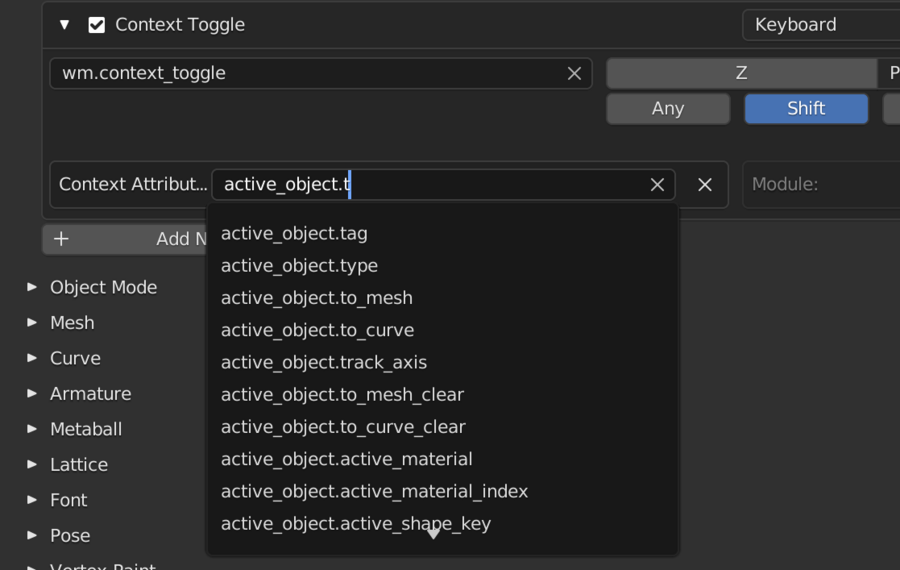 Context Toggle
Keyboard
wm.context_toggle
Z
P
Any
Shift
Context Attribut...
active_object.t
Module:
active_object.tag
active_object.type
active_object.to_mesh
active_object.to_curve
active_object.track_axis
active_object.to_mesh_clear
active_object.to_curve_clear
active_object.active_material
active_object.active_material_index
active_object.active_shape_key
Add N
Object Mode
Mesh
Curve
Armature
Metaball
Lattice
Font
Pose
Vertex Paint